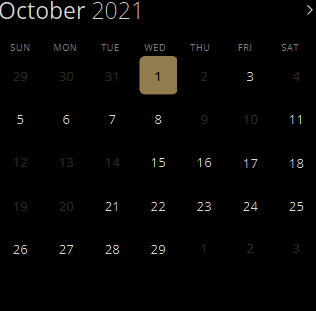 October 2021
SUN MON TUE WED THU FRI SAT
29 30 31 1 2 3 4
5 6 7 8 9 10 11
12 13 14 15 16 17 18
19 20 21 22 23 24 25
26 27 28 29 1 2 3